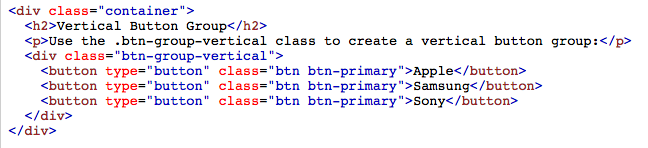 <div class="container">
  <h2>Vertical Button Group</h2>
  <p>Use the .btn-group-vertical class to create a vertical button group:</p>
  <div class="btn-group-vertical">
    <button type="button" class="btn btn-primary">Apple</button>
    <button type="button" class="btn btn-primary">Samsung</button>
    <button type="button" class="btn btn-primary">Sony</button>
  </div>
</div>